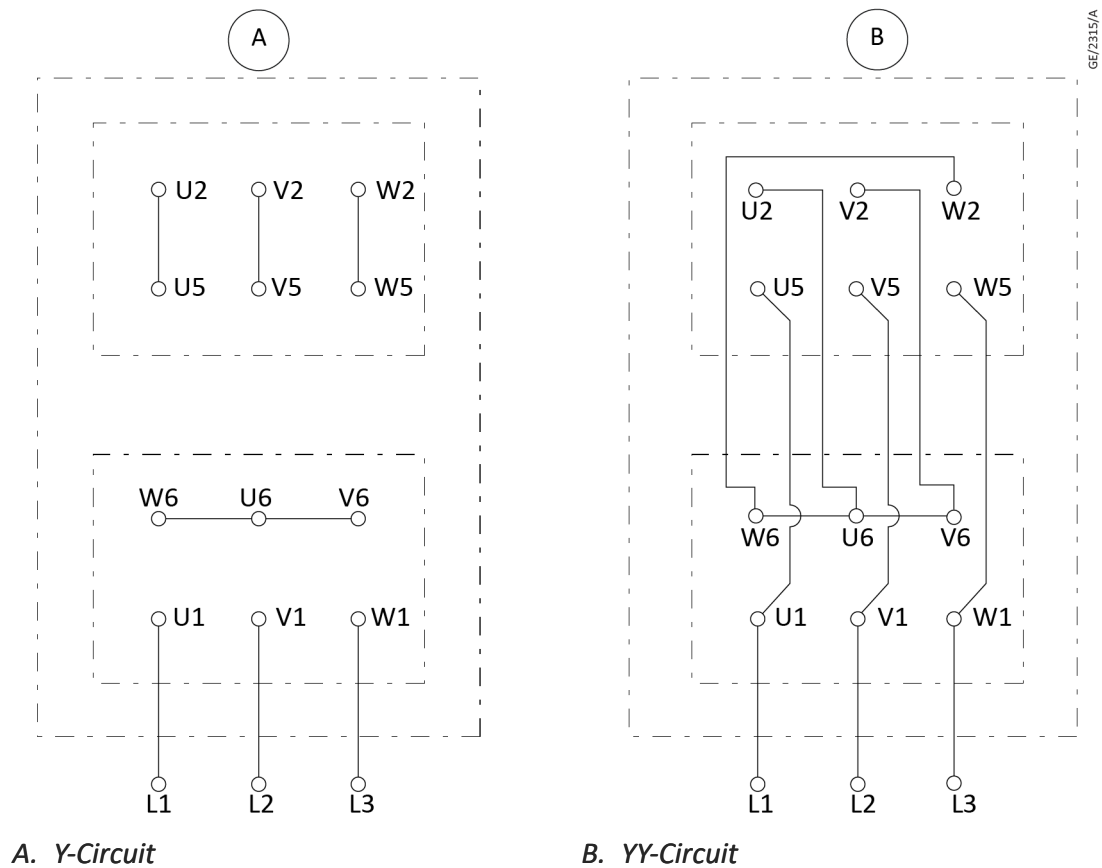 A
U2 V2 W2
U5 V5 W5
W6 U6 V6
U1 V1 W1
L1 L2 L3
A. Y-Circuit
B
GE/2315/A
U2 V2 W2
U5 V5 W5
W6 U6 V6
U1 V1 W1
L1 L2 L3
B. YY-Circuit